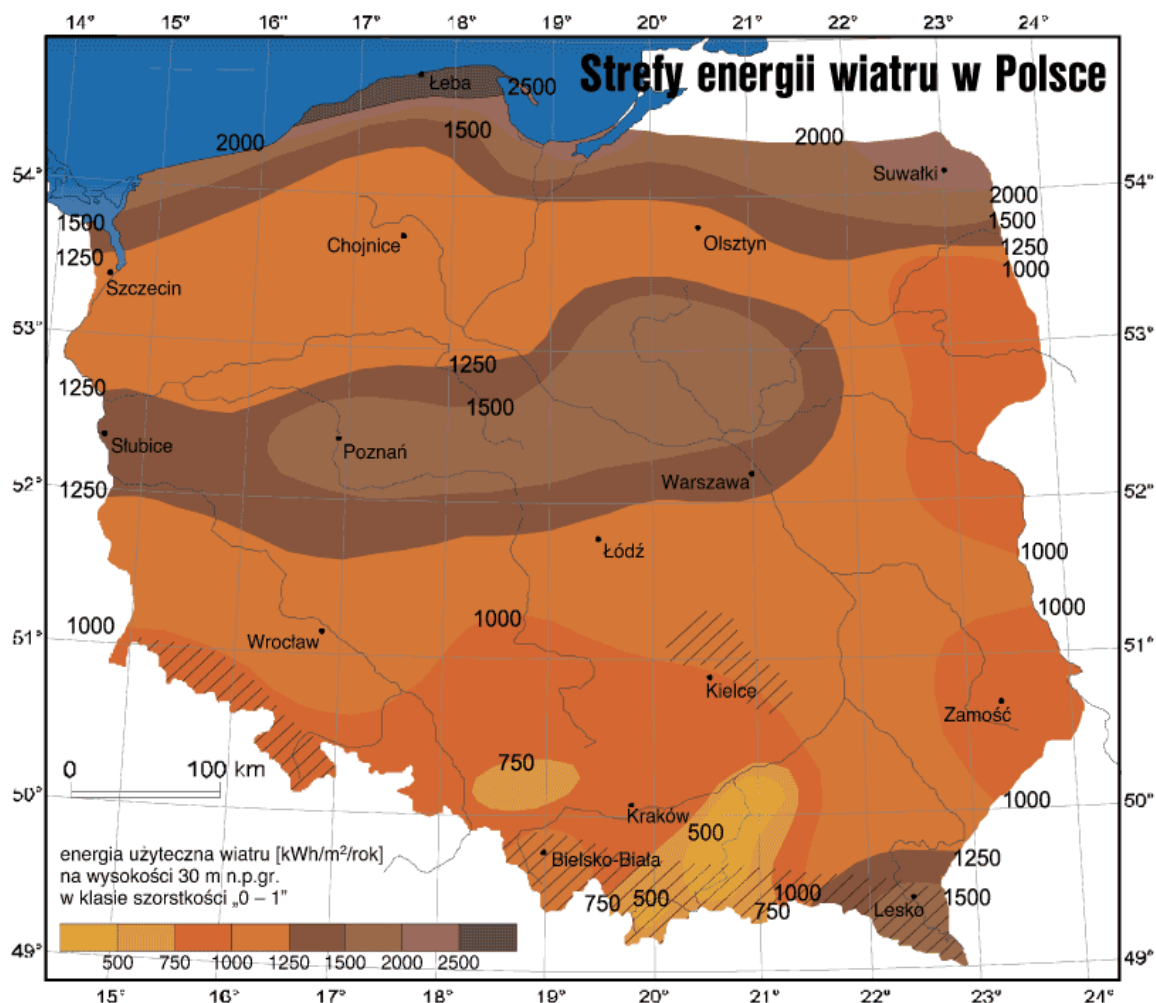 14° 15° 16° 17° 18° 19° 20° 21° 22° 23° 24°
Strefy energii wiatru w Polsce
Łeba
2500
2000
1500
2000
54°
Suwałki
54°
2000
1500
1500
Chojnice
Olsztyn
1250
1250
1000
Szczecin
53°
53°
1250
1250
1500
Słubice
Poznań
Warszawa
52°
1250
52°
Łódź
1000
1000
1000
1000
51°
51°
Wrocław
Kielce
Zamość
750
0 100 km
50°
1000
50°
Kraków
500
energia użyteczna wiatru [kWh/m²/rok]
na wysokości 30 m n.p.gr.
w klasie szorstkości „0 – 1”
Bielsko-Biała
1250
750
500
1000
750
1500
Lesko
500 750 1000 1250 1500 2000 2500
49°
49°
15° 16° 17° 18° 19° 20° 21° 22° 23° 24°